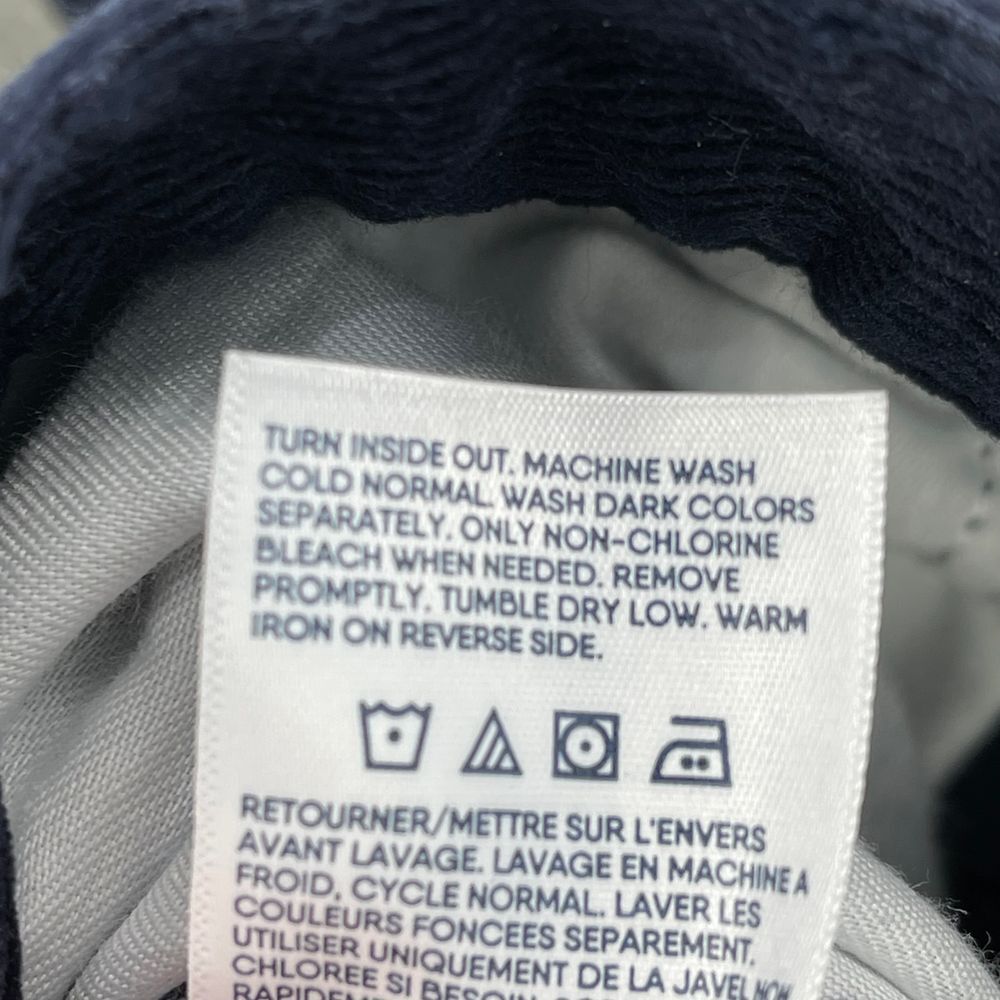 TURN INSIDE OUT. MACHINE WASH
COLD NORMAL. WASH DARK COLORS
SEPARATELY. ONLY NON-CHLORINE
BLEACH WHEN NEEDED. REMOVE
PROMPTLY. TUMBLE DRY LOW. WARM
IRON ON REVERSE SIDE.
RETOURNER/METTRE SUR L'ENVERS
AVANT LAVAGE. LAVAGE EN MACHINE A
FROID, CYCLE NORMAL. LAVER LES
COULEURS FONCEES SEPAREMENT.
UTILISER UNIQUEMENT DE LA JAVEL NON
CHLOREE SI BESOIN.